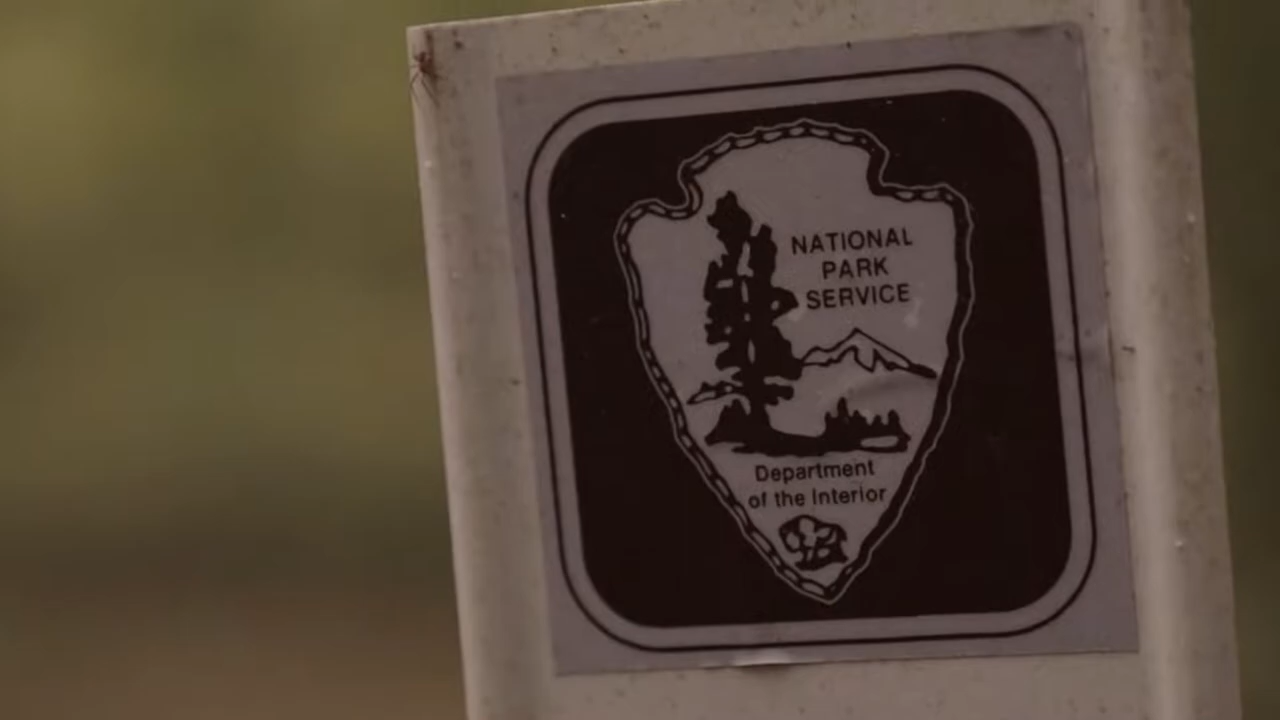 NATIONAL
PARK
SERVICE
Department
of the Interior